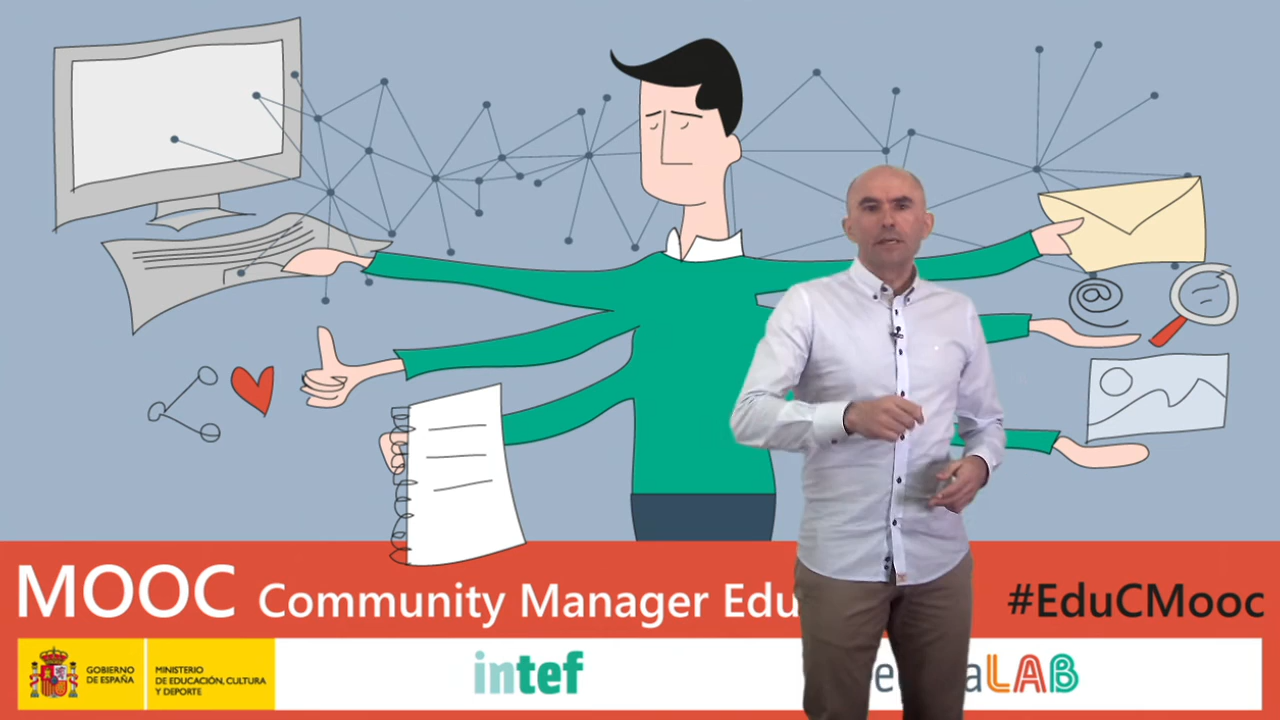 @
MOOC Community Manager Edu
#EduCMooc
GOBIERNO
DE ESPAÑA
MINISTERIO
DE EDUCACIÓN, CULTURA
Y DEPORTE
intef
LAB